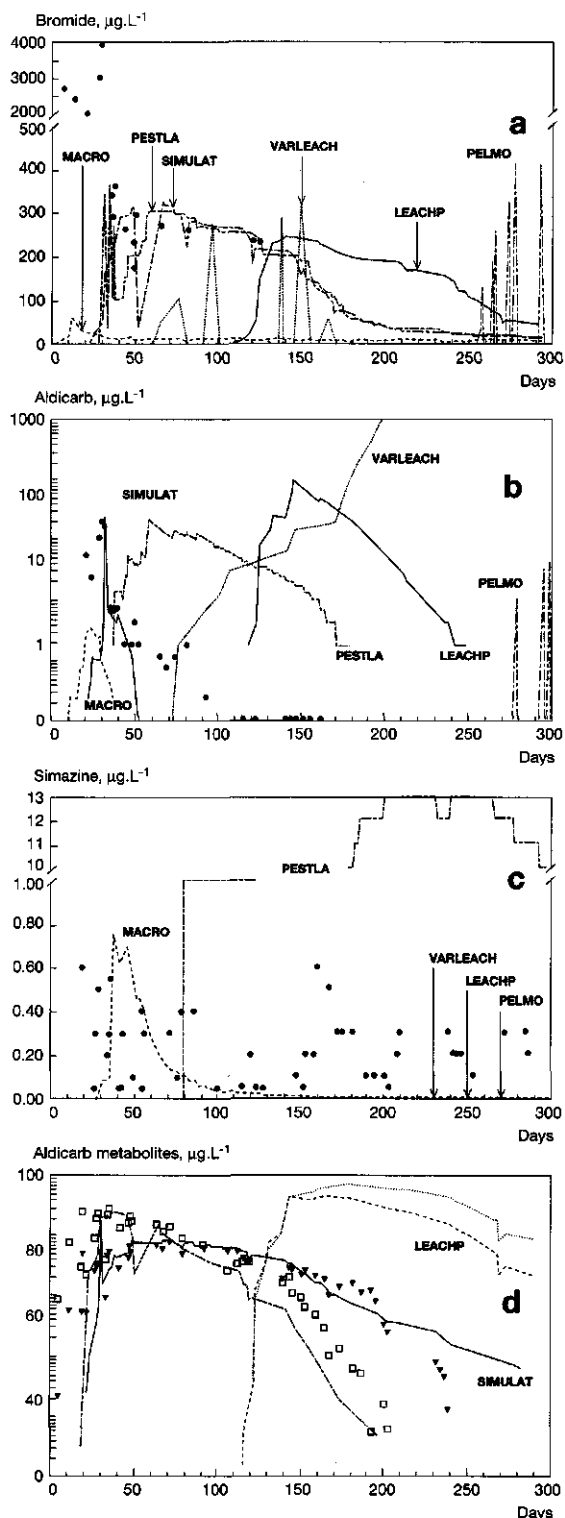 Bromide, µg.L⁻¹
4000
3000
2000
500
a
MACRO
PESTLA
SIMULAT
VARLEACH
PELMO
400
LEACHP
300
200
100
0
0 50 100 150 200 250 300
Days
Aldicarb, µg.L⁻¹
1000
VARLEACH
b
SIMULAT
100
10
PELMO
1
PESTLA
LEACHP
MACRO
0
0 50 100 150 200 250 300
Days
Simazine, µg.L⁻¹
13
12
11
10
PESTLA
c
1.00
MACRO
0.80
VARLEACH
0.60
LEACHP
PELMO
0.40
0.20
0.00
0 50 100 150 200 250 300
Days
Aldicarb metabolites, µg.L⁻¹
100
90
LEACHP
80
d
60
SIMULAT
40
0
0 50 100 150 200 250 300
Days